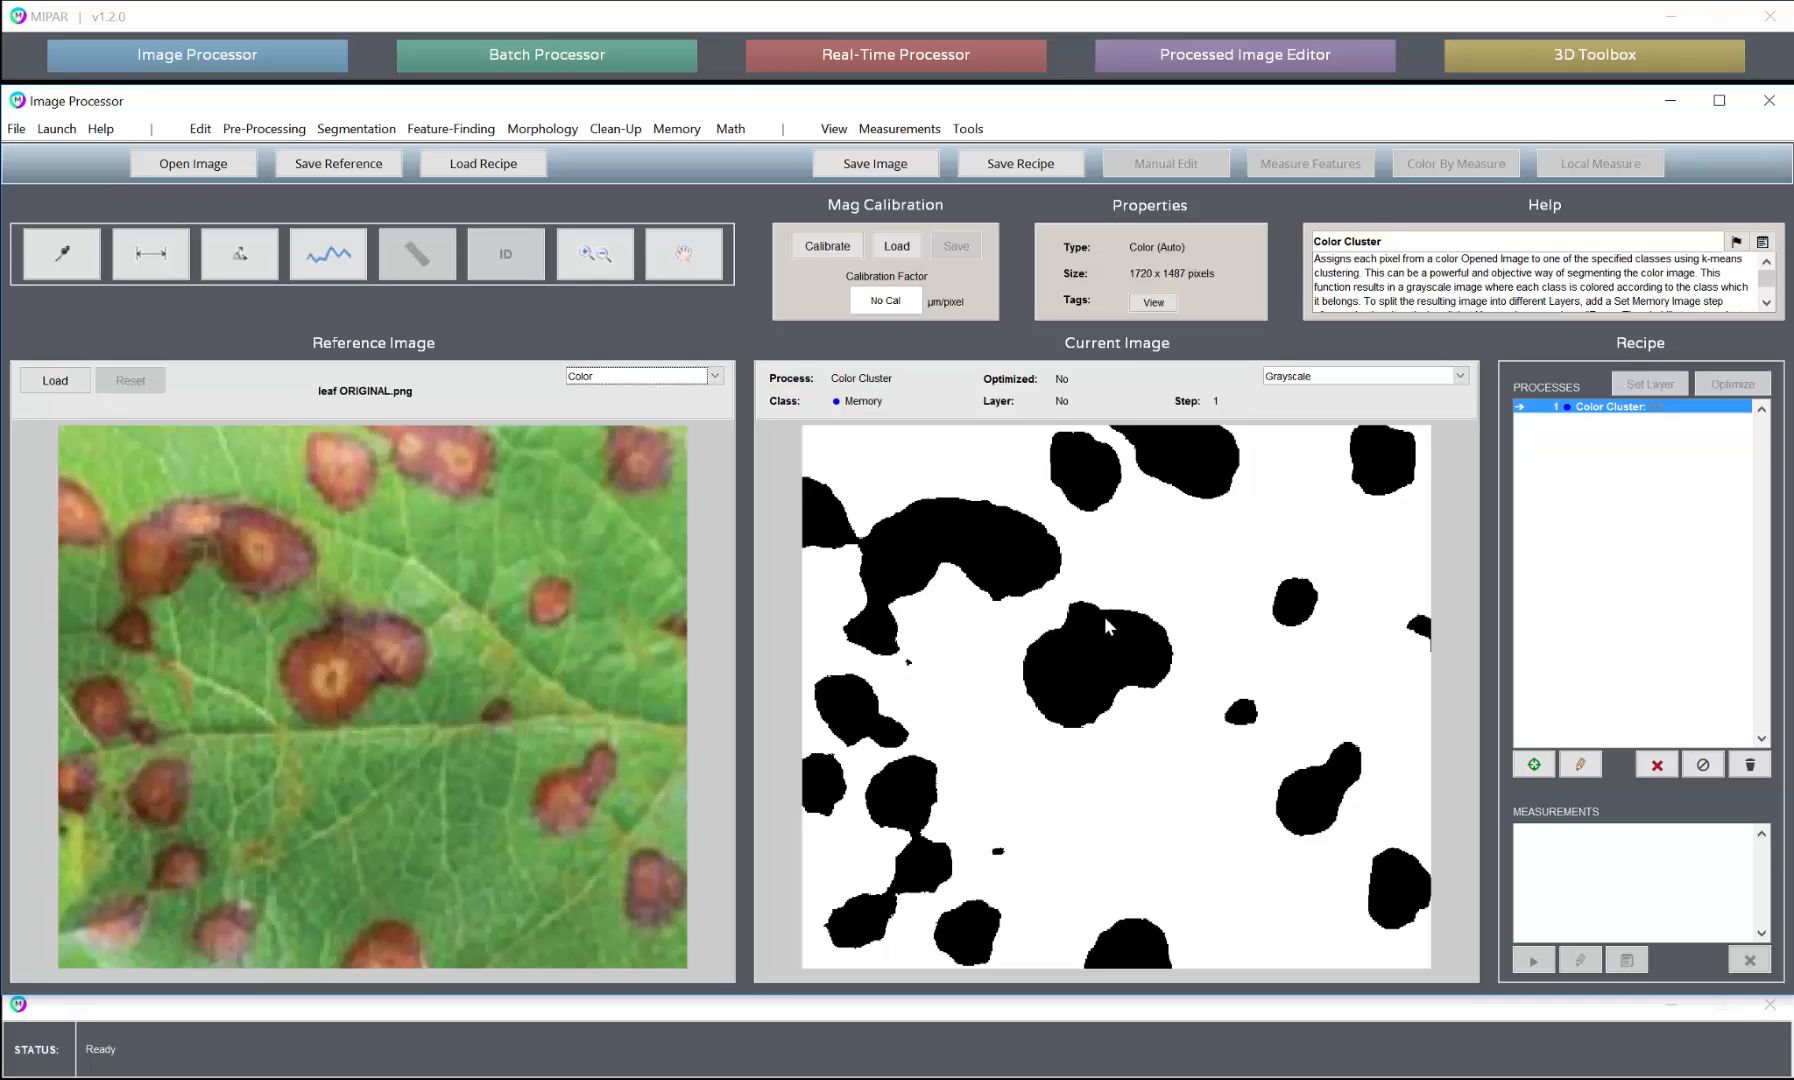 MIPAR | v1.2.0
Image Processor
Batch Processor
Real-Time Processor
Processed Image Editor
3D Toolbox
Image Processor
File Launch Help | Edit Pre-Processing Segmentation Feature-Finding Morphology Clean-Up Memory Math | View Measurements Tools
Open Image
Save Reference
Load Recipe
Save Image
Save Recipe
Manual Edit
Measure Features
Color By Measure
Local Measure
ID
Mag Calibration
Calibrate
Load
Save
Calibration Factor
No Cal µm/pixel
Properties
Type: Color (Auto)
Size: 1720 x 1487 pixels
Tags: View
Help
Color Cluster
Assigns each pixel from a color Opened Image to one of the specified classes using k-means
clustering. This can be a powerful and objective way of segmenting the color image. This
function results in a grayscale image where each class is colored according to the class which
it belongs. To split the resulting image into different Layers, add a Set Memory Image step
Reference Image
Load
Reset
leaf ORIGINAL.png
Color
Current Image
Process: Color Cluster
Optimized: No
Grayscale
Class: Memory
Layer: No
Step: 1
Recipe
PROCESSES
Set Layer
Optimize
1 Color Cluster:
MEASUREMENTS
STATUS: Ready